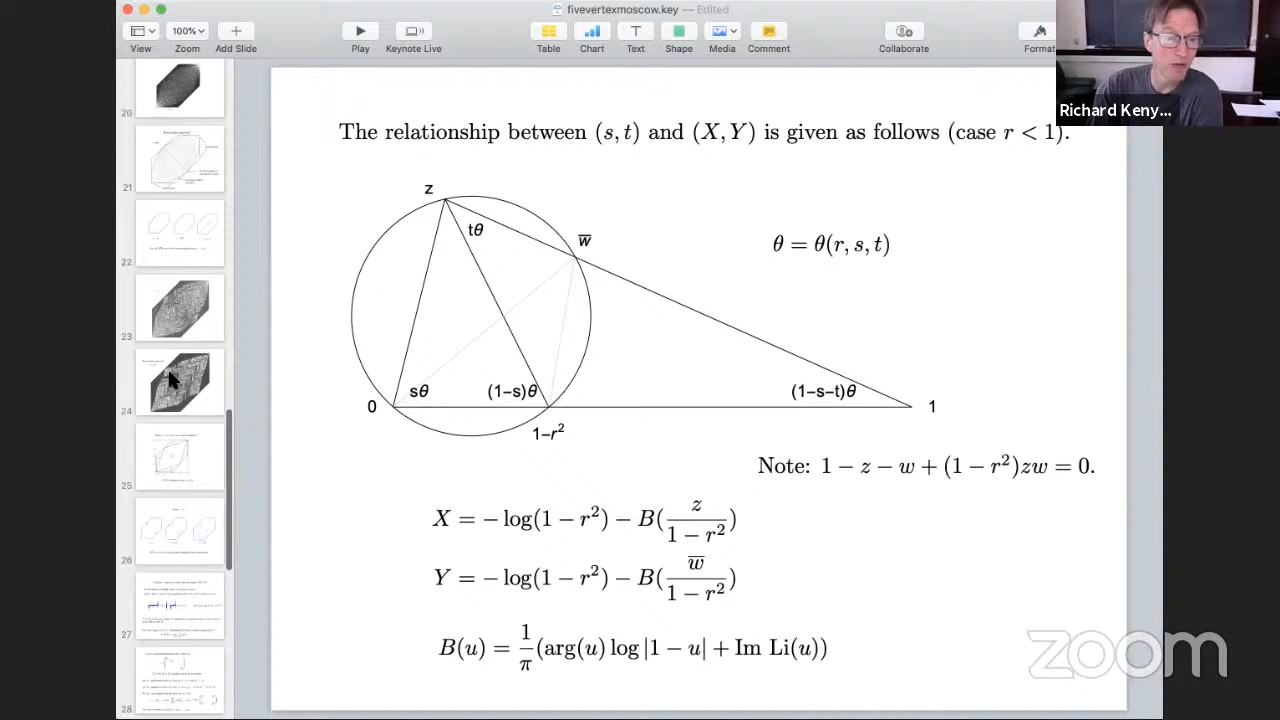 fivevertexmoscow.key — Edited
100%
View Zoom Add Slide Play Keynote Live Table Chart Text Shape Media Comment Collaborate Format
Richard Keny...
20
21
22
23
24
25
26
27
28
The relationship between (s, t) and (X, Y) is given as follows (case r < 1).
z
tθ
w̅
θ = θ(r, s, t)
sθ (1−s)θ (1−s−t)θ
0 1
1−r²
Note: 1 − z − w + (1 − r²)zw = 0.
X = − log(1 − r²) − B(z/(1 − r²))
Y = − log(1 − r²) − B(w̅/(1 − r²))
B(u) = 1/π (arg(u) log |1 − u| + Im Li(u))
zoom